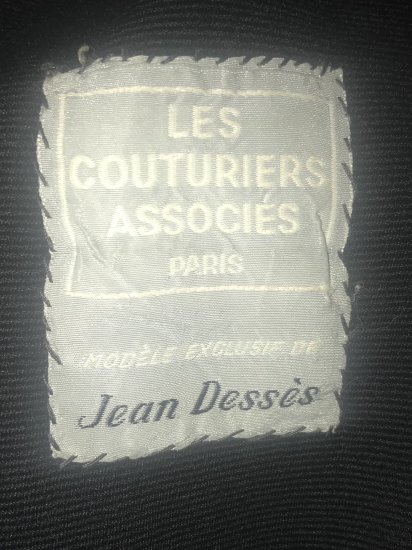 LES
COUTURIERS
ASSOCIÉS
PARIS
MODÈLE EXCLUSIF DE
Jean Dessès